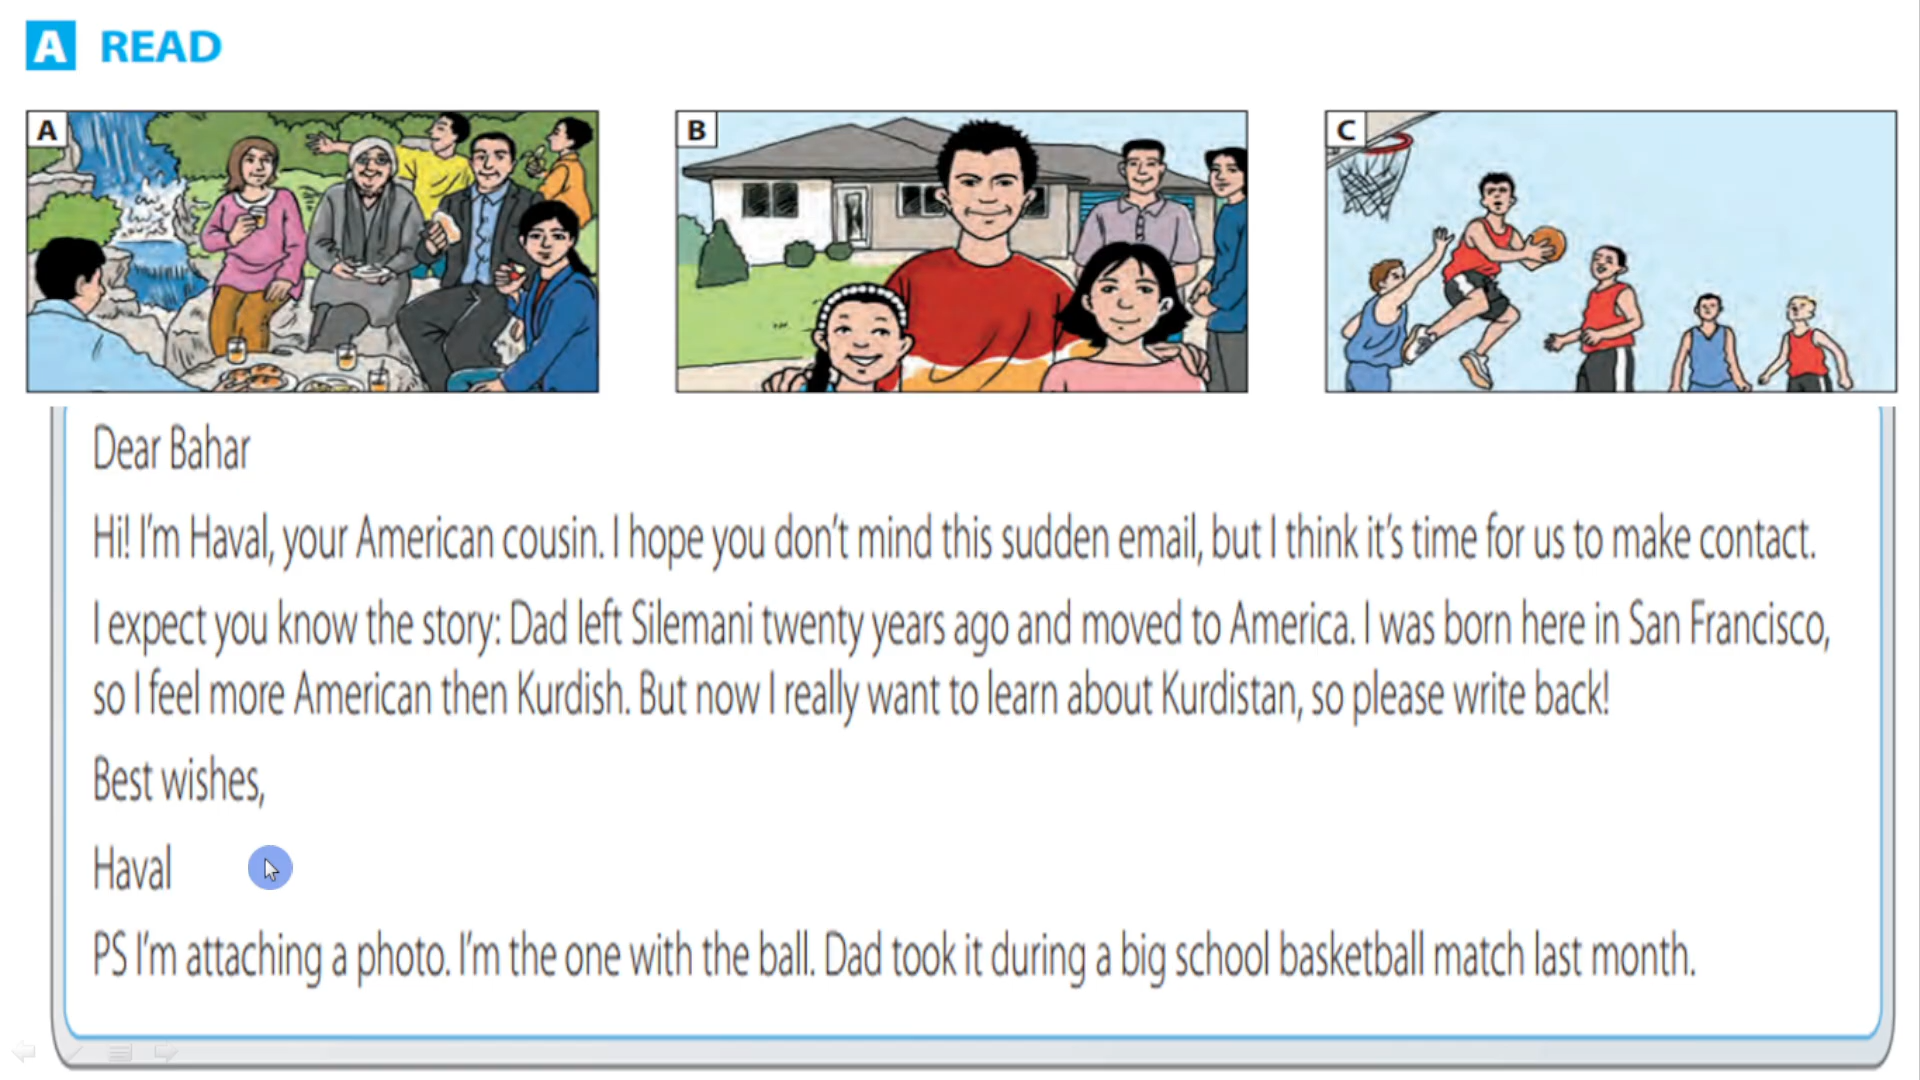 A READ
A
B
C
Dear Bahar
Hi! I'm Haval, your American cousin. I hope you don't mind this sudden email, but I think it's time for us to make contact.
I expect you know the story: Dad left Silemani twenty years ago and moved to America. I was born here in San Francisco,
so I feel more American then Kurdish. But now I really want to learn about Kurdistan, so please write back!
Best wishes,
Haval
PS I'm attaching a photo. I'm the one with the ball. Dad took it during a big school basketball match last month.